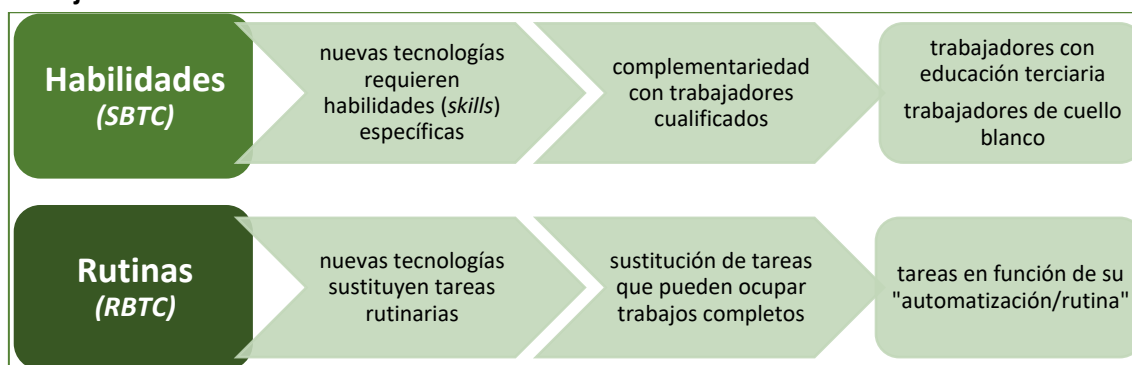 Habilidades
(SBTC)
nuevas tecnologías
requieren
habilidades (skills)
específicas
complementariedad
con trabajadores
cualificados
trabajadores con
educación terciaria
trabajadores de cuello
blanco
Rutinas
(RBTC)
nuevas tecnologías
sustituyen tareas
rutinarias
sustitución de tareas
que pueden ocupar
trabajos completos
tareas en función de su
"automatización/rutina"